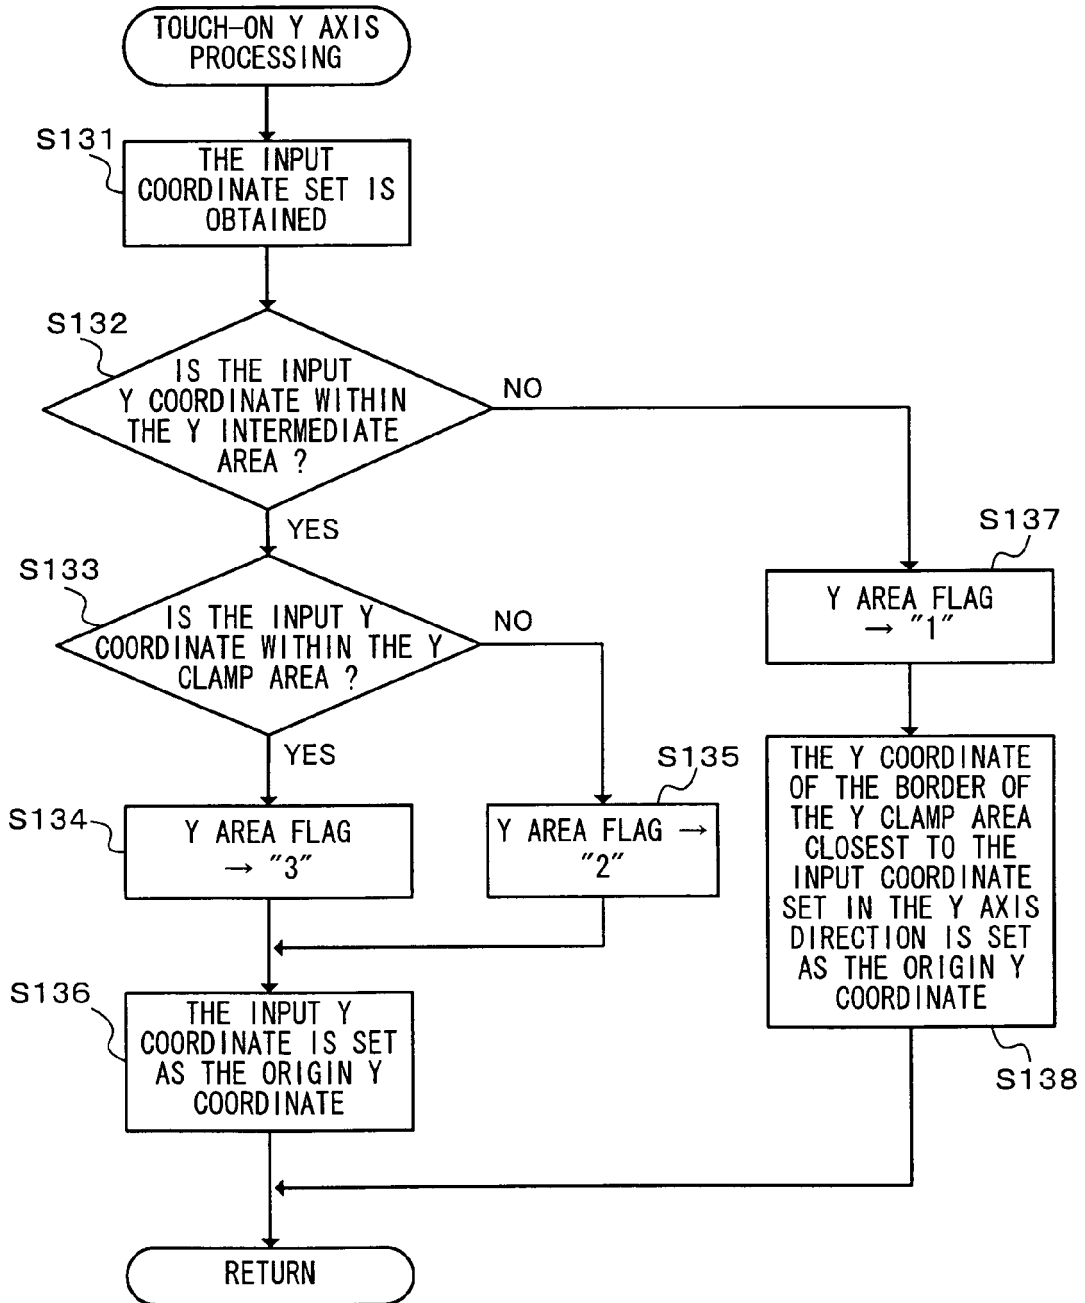 TOUCH-ON Y AXIS
PROCESSING
S131
THE INPUT
COORDINATE SET IS
OBTAINED
S132
IS THE INPUT
Y COORDINATE WITHIN
THE Y INTERMEDIATE
AREA ?
NO
YES
S133
IS THE INPUT Y
COORDINATE WITHIN THE Y
CLAMP AREA ?
NO
YES
S134
Y AREA FLAG
→ "3"
S135
Y AREA FLAG →
"2"
S136
THE INPUT Y
COORDINATE IS SET
AS THE ORIGIN Y
COORDINATE
S137
Y AREA FLAG
→ "1"
THE Y COORDINATE
OF THE BORDER OF
THE Y CLAMP AREA
CLOSEST TO THE
INPUT COORDINATE
SET IN THE Y AXIS
DIRECTION IS SET
AS THE ORIGIN Y
COORDINATE
S138
RETURN